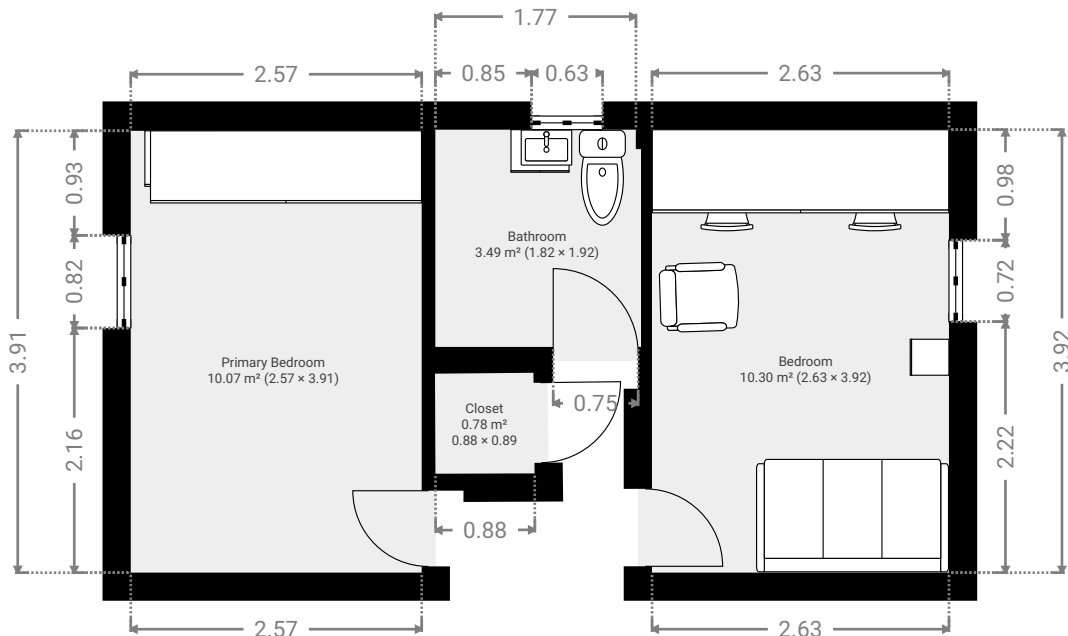 1.77
2.57
0.85
0.63
2.63
0.93
0.98
Bathroom
3.49 m² (1.82 × 1.92)
0.82
0.72
3.91
3.92
Primary Bedroom
10.07 m² (2.57 × 3.91)
Bedroom
10.30 m² (2.63 × 3.92)
0.75
Closet
0.78 m²
0.88 × 0.89
2.16
2.22
0.88
2.57
2.63